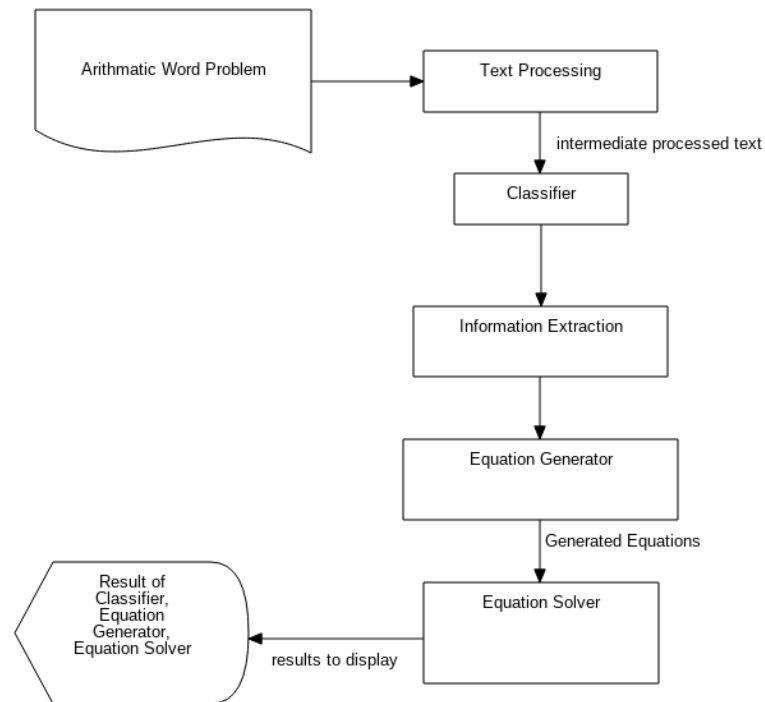 Arithmatic Word Problem
Text Processing
intermediate processed text
Classifier
Information Extraction
Equation Generator
Generated Equations
Equation Solver
results to display
Result of
Classifier,
Equation
Generator,
Equation Solver